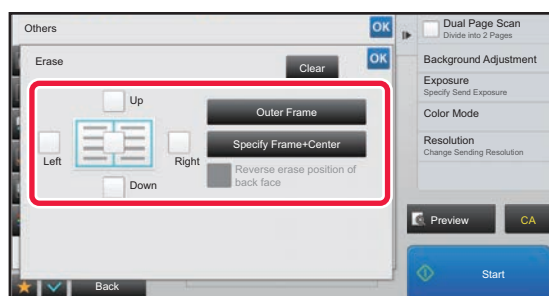 Others
OK
Erase
Clear
OK
Up
Left
Right
Down
Outer Frame
Specify Frame+Center
Reverse erase position of
back face
Back
Dual Page Scan
Divide into 2 Pages
Background Adjustment
Exposure
Specify Send Exposure
Color Mode
Resolution
Change Sending Resolution
Preview
CA
Start